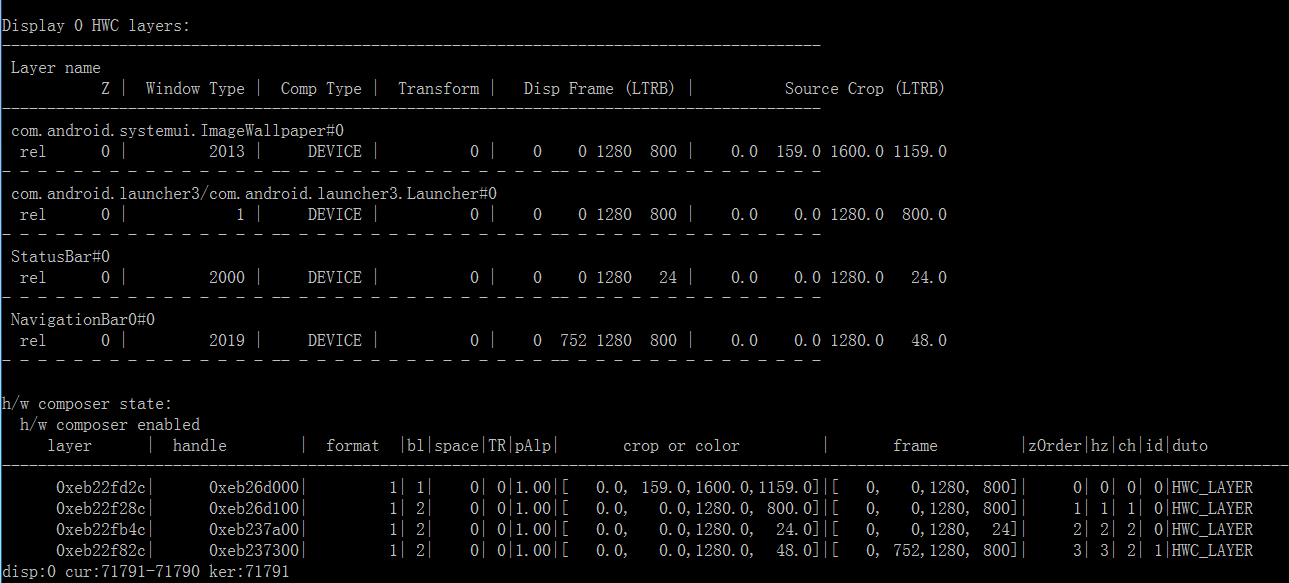 Display 0 HWC layers:
-------------------------------------------------------------------------------------------
 Layer name
           Z |  Window Type |  Comp Type |  Transform |   Disp Frame (LTRB) |          Source Crop (LTRB)
-------------------------------------------------------------------------------------------
 com.android.systemui.ImageWallpaper#0
  rel      0 |         2013 |     DEVICE |          0 |    0    0 1280  800 |    0.0  159.0 1600.0 1159.0
- - - - - - - - - - - - - - - -- - - - - - - - - - - - - - - -- - - - - - - - - - - - - - -
 com.android.launcher3/com.android.launcher3.Launcher#0
  rel      0 |            1 |     DEVICE |          0 |    0    0 1280  800 |    0.0    0.0 1280.0  800.0
- - - - - - - - - - - - - - - -- - - - - - - - - - - - - - - -- - - - - - - - - - - - - - -
 StatusBar#0
  rel      0 |         2000 |     DEVICE |          0 |    0    0 1280   24 |    0.0    0.0 1280.0   24.0
- - - - - - - - - - - - - - - -- - - - - - - - - - - - - - - -- - - - - - - - - - - - - - -
 NavigationBar0#0
  rel      0 |         2019 |     DEVICE |          0 |    0  752 1280  800 |    0.0    0.0 1280.0   48.0
- - - - - - - - - - - - - - - -- - - - - - - - - - - - - - - -- - - - - - - - - - - - - - -
h/w composer state:
  h/w composer enabled
     layer      |  handle        |  format  |bl|space|TR|pAlp|       crop or color         |       frame         |zOrder|hz|ch|id|duto
-----------------------------------------------------------------------------------------------------------------------------------------------
      0xeb22fd2c|      0xeb26d000|         1| 1|    0| 0|1.00|[   0.0, 159.0,1600.0,1159.0]|[   0,   0,1280, 800]|     0| 0| 0| 0|HWC_LAYER
      0xeb22f28c|      0xeb26d100|         1| 2|    0| 0|1.00|[   0.0,   0.0,1280.0, 800.0]|[   0,   0,1280, 800]|     1| 1| 1| 0|HWC_LAYER
      0xeb22fb4c|      0xeb237a00|         1| 2|    0| 0|1.00|[   0.0,   0.0,1280.0,  24.0]|[   0,   0,1280,  24]|     2| 2| 2| 0|HWC_LAYER
      0xeb22f82c|      0xeb237300|         1| 2|    0| 0|1.00|[   0.0,   0.0,1280.0,  48.0]|[   0, 752,1280, 800]|     3| 3| 2| 1|HWC_LAYER
disp:0 cur:71791-71790 ker:71791